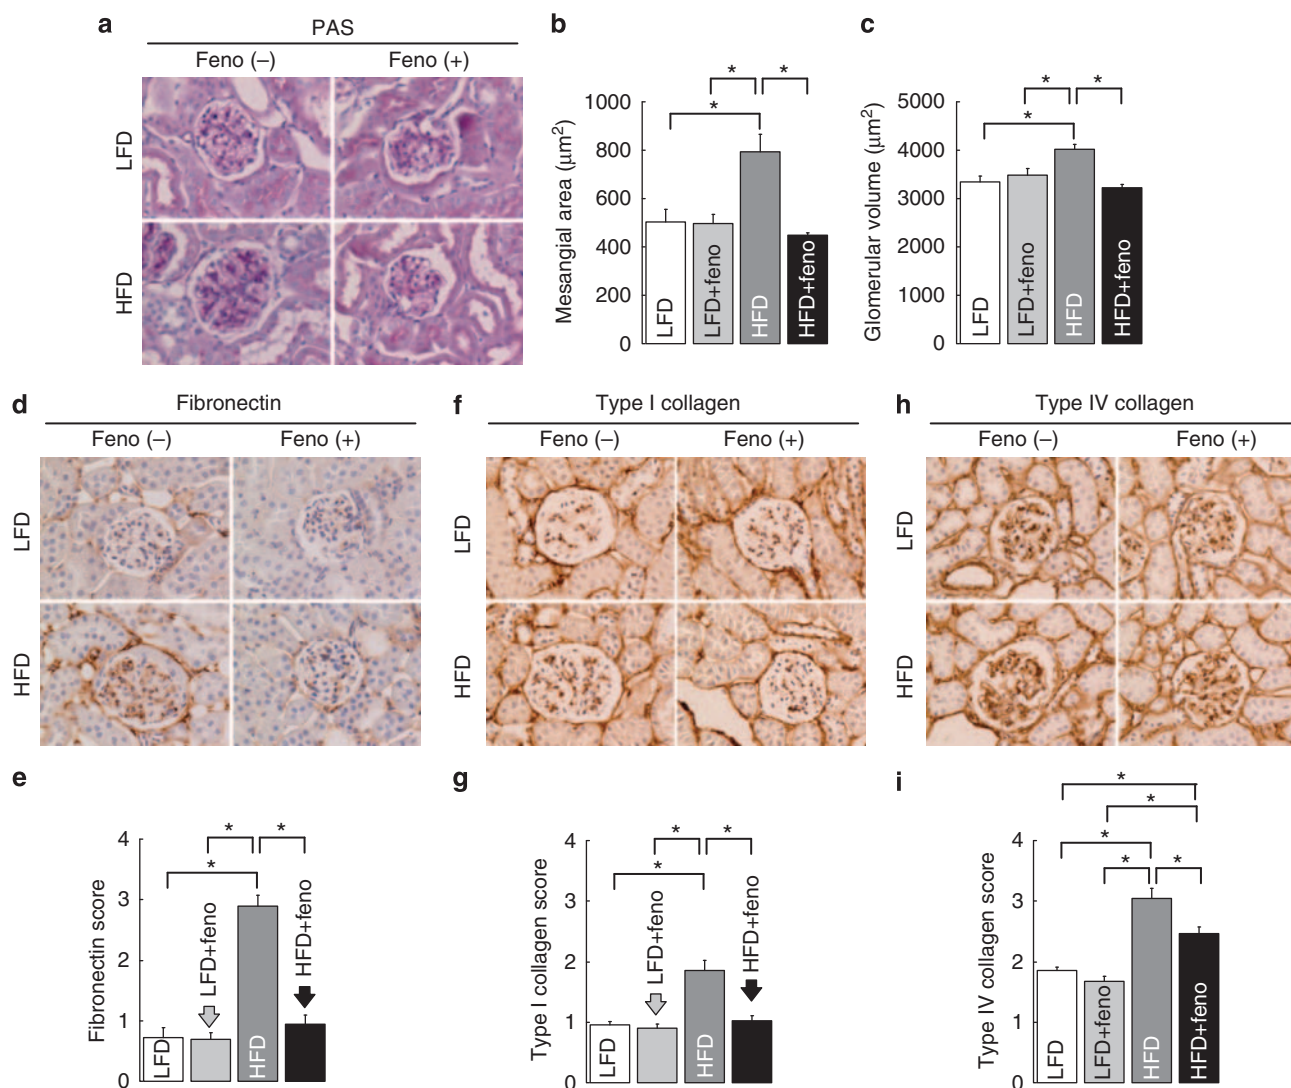 a
PAS
Feno (–)
Feno (+)
LFD
HFD
b
*
*
*
Mesangial area (μm²)
1000
800
600
400
200
0
LFD
LFD+feno
HFD
HFD+feno
c
*
*
*
Glomerular volume (μm²)
5000
4000
3000
2000
1000
0
LFD
LFD+feno
HFD
HFD+feno
d
Fibronectin
Feno (–)
Feno (+)
LFD
HFD
f
Type I collagen
Feno (–)
Feno (+)
LFD
HFD
h
Type IV collagen
Feno (–)
Feno (+)
LFD
HFD
e
*
*
*
Fibronectin score
4
3
2
1
0
LFD
LFD+feno
HFD
HFD+feno
g
*
*
*
Type I collagen score
4
3
2
1
0
LFD
LFD+feno
HFD
HFD+feno
i
*
*
*
*
*
Type IV collagen score
4
3
2
1
0
LFD
LFD+feno
HFD
HFD+feno